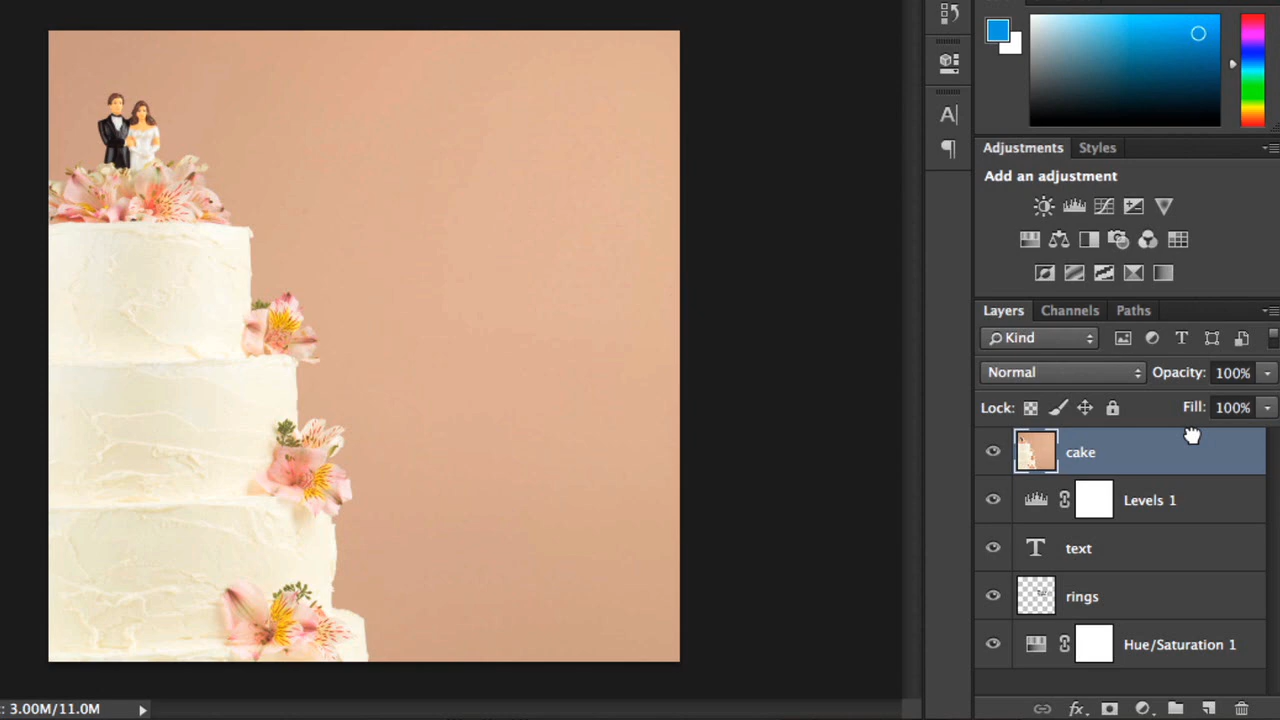 Adjustments Styles
Add an adjustment
Layers Channels Paths
Kind
Normal Opacity: 100%
Lock: Fill: 100%
cake
Levels 1
T text
rings
Hue/Saturation 1
: 3.00M/11.0M
fx
A